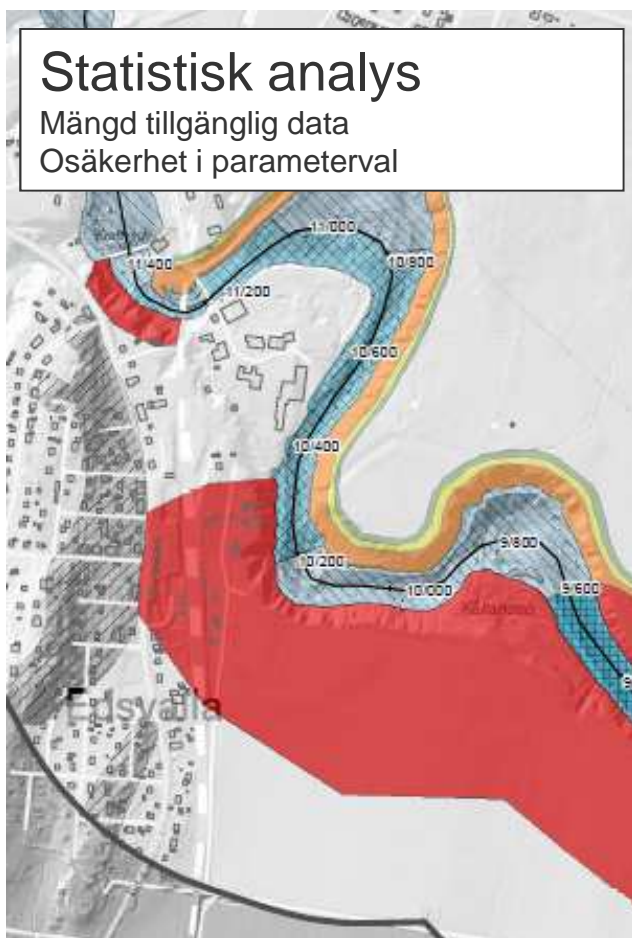 Statistisk analys
Mängd tillgänglig data
Osäkerhet i parameterval
11/000
11/400
10/800
11/200
10/600
10/400
9/800
10/200
10/000
9/600
Edsvalla